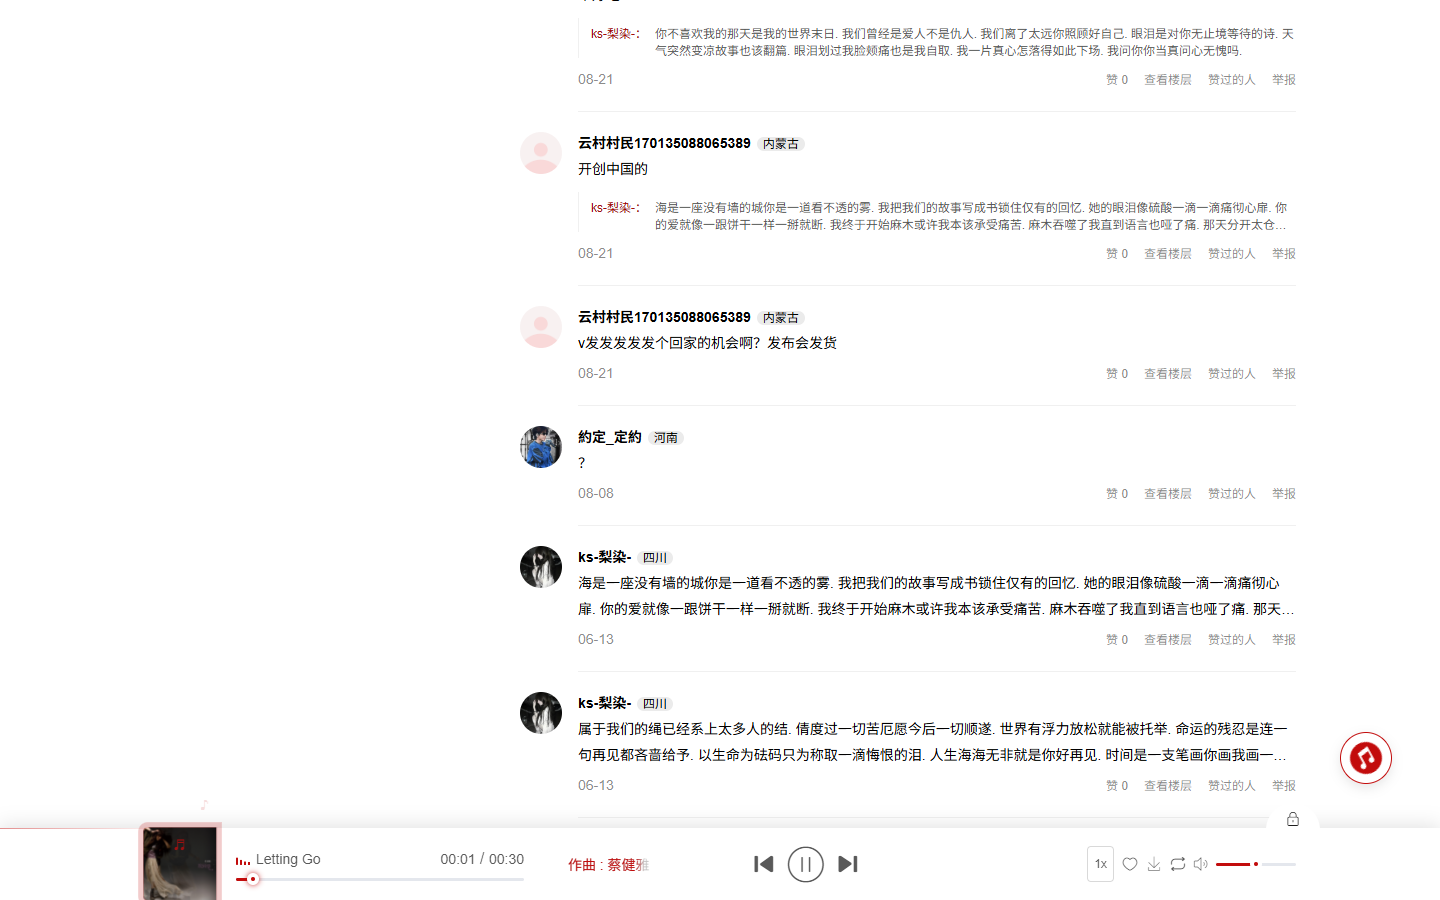 ks-梨染-： 你不喜欢我的那天是我的世界末日. 我们曾经是爱人不是仇人. 我们离了太远你照顾好自己. 眼泪是对你无止境等待的诗. 天
气突然变凉故事也该翻篇. 眼泪划过我脸颊痛也是我自取. 我一片真心怎落得如此下场. 我问你你当真问心无愧吗.
08-21 赞 0 查看楼层 赞过的人 举报
云村村民170135088065389 内蒙古
开创中国的
ks-梨染-： 海是一座没有墙的城你是一道看不透的雾. 我把我们的故事写成书锁住仅有的回忆. 她的眼泪像硫酸一滴一滴痛彻心扉. 你
的爱就像一跟饼干一样一掰就断. 我终于开始麻木或许我本该承受痛苦. 麻木吞噬了我直到语言也哑了痛. 那天分开太仓...
08-21 赞 0 查看楼层 赞过的人 举报
云村村民170135088065389 内蒙古
v发发发发发个回家的机会啊？发布会发货
08-21 赞 0 查看楼层 赞过的人 举报
約定_定約 河南
？
08-08 赞 0 查看楼层 赞过的人 举报
ks-梨染- 四川
海是一座没有墙的城你是一道看不透的雾. 我把我们的故事写成书锁住仅有的回忆. 她的眼泪像硫酸一滴一滴痛彻心
扉. 你的爱就像一跟饼干一样一掰就断. 我终于开始麻木或许我本该承受痛苦. 麻木吞噬了我直到语言也哑了痛. 那天...
06-13 赞 0 查看楼层 赞过的人 举报
ks-梨染- 四川
属于我们的绳已经系上太多人的结. 倩度过一切苦厄愿今后一切顺遂. 世界有浮力放松就能被托举. 命运的残忍是连一
句再见都吝啬给予. 以生命为砝码只为称取一滴悔恨的泪. 人生海海无非就是你好再见. 时间是一支笔画你画我画一...
06-13 赞 0 查看楼层 赞过的人 举报
Letting Go 00:01 / 00:30
作曲 : 蔡健雅
1x